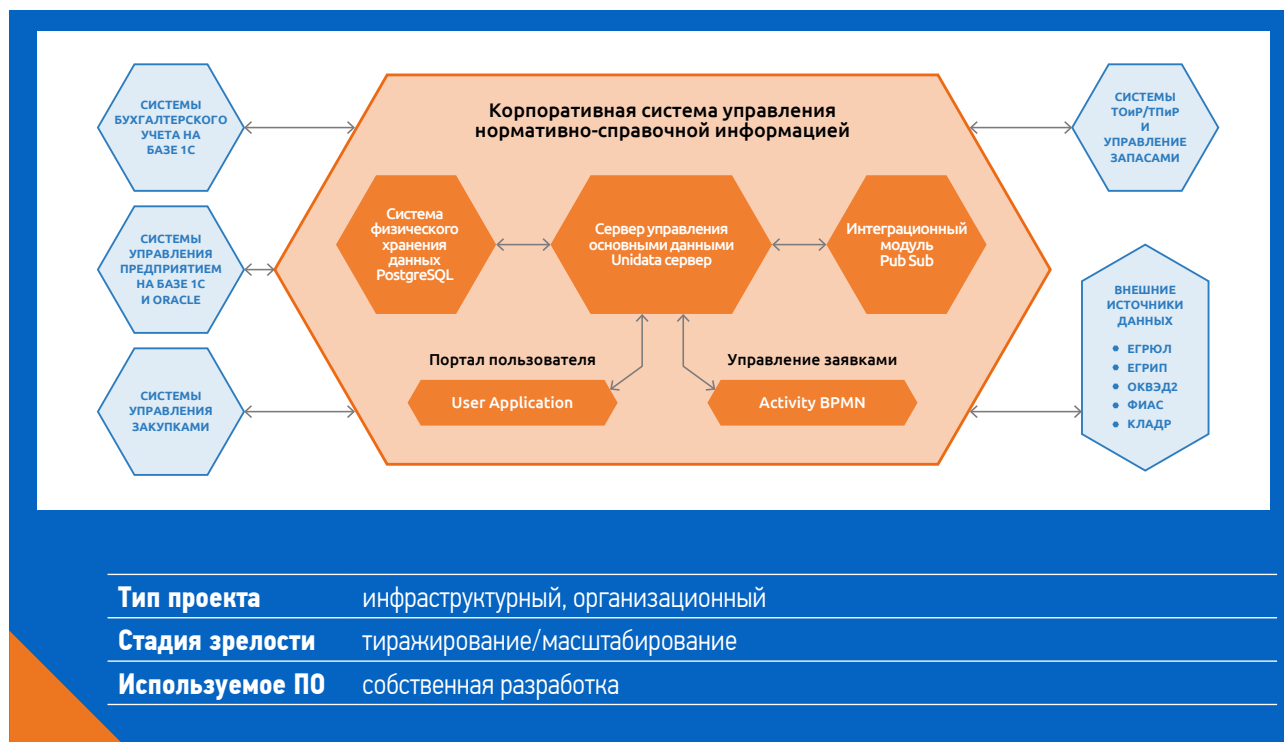 СИСТЕМЫ
БУХГАЛТЕРСКОГО
УЧЕТА НА
БАЗЕ 1С
СИСТЕМЫ
УПРАВЛЕНИЯ
ПРЕДПРИЯТИЕМ
НА БАЗЕ 1С
И ORACLE
СИСТЕМЫ
УПРАВЛЕНИЯ
ЗАКУПКАМИ
Корпоративная система управления
нормативно-справочной информацией
Система
физического
хранения
данных
PostgreSQL
Сервер управления
основными данными
Unidata сервер
Интеграционный
модуль
Pub Sub
Портал пользователя
User Application
Управление заявками
Activity BPMN
СИСТЕМЫ
ТОиР/ТПиР
И
УПРАВЛЕНИЕ
ЗАПАСАМИ
ВНЕШНИЕ
ИСТОЧНИКИ
ДАННЫХ
ЕГРЮЛ
ЕГРИП
ОКВЭД2
ФИАС
КЛАДР
Тип проекта инфраструктурный, организационный
Стадия зрелости тиражирование/масштабирование
Используемое ПО собственная разработка